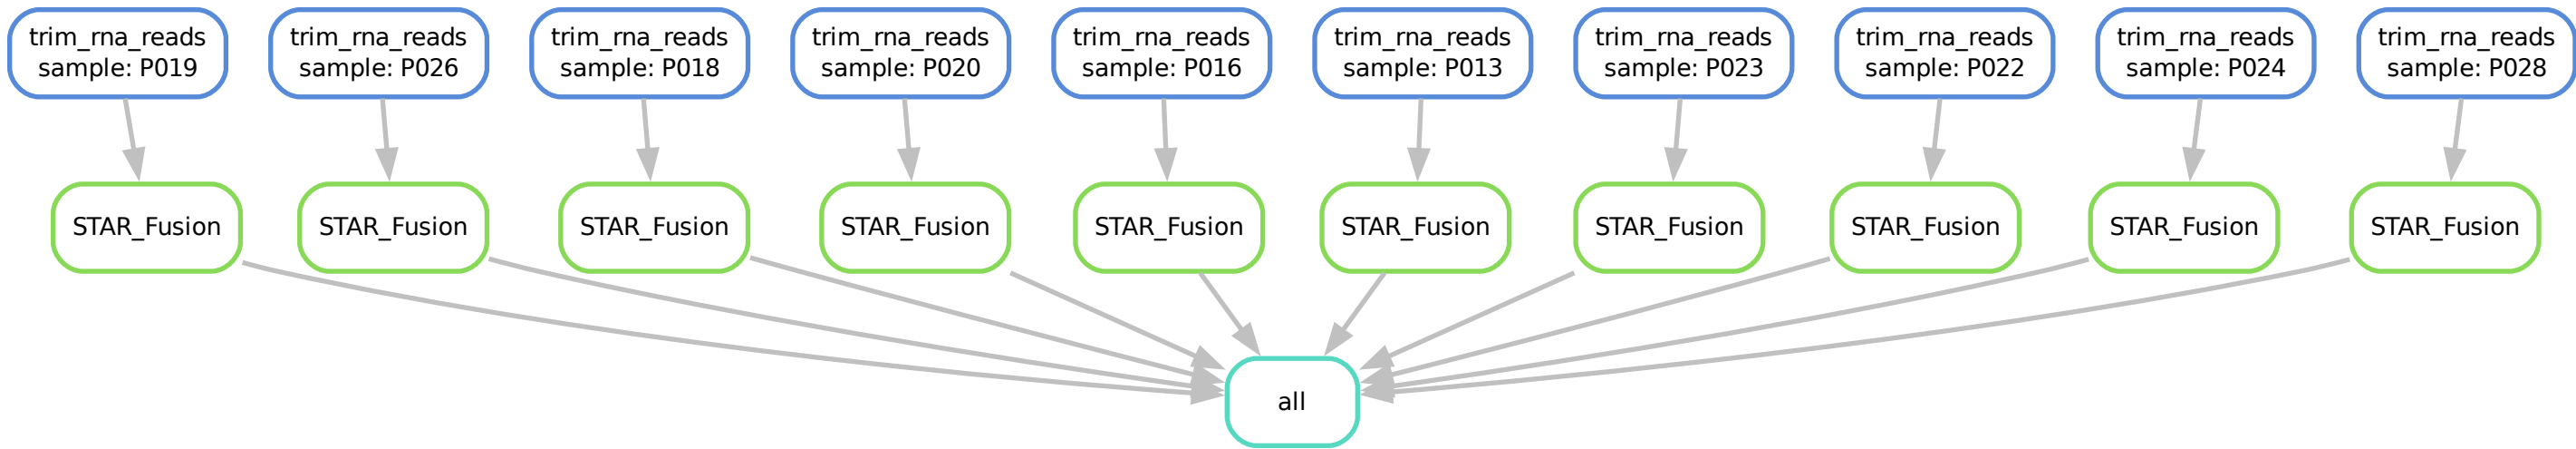 trim_rna_reads
sample: P019
trim_rna_reads
sample: P026
trim_rna_reads
sample: P018
trim_rna_reads
sample: P020
trim_rna_reads
sample: P016
trim_rna_reads
sample: P013
trim_rna_reads
sample: P023
trim_rna_reads
sample: P022
trim_rna_reads
sample: P024
trim_rna_reads
sample: P028
STAR_Fusion
STAR_Fusion
STAR_Fusion
STAR_Fusion
STAR_Fusion
STAR_Fusion
STAR_Fusion
STAR_Fusion
STAR_Fusion
STAR_Fusion
all